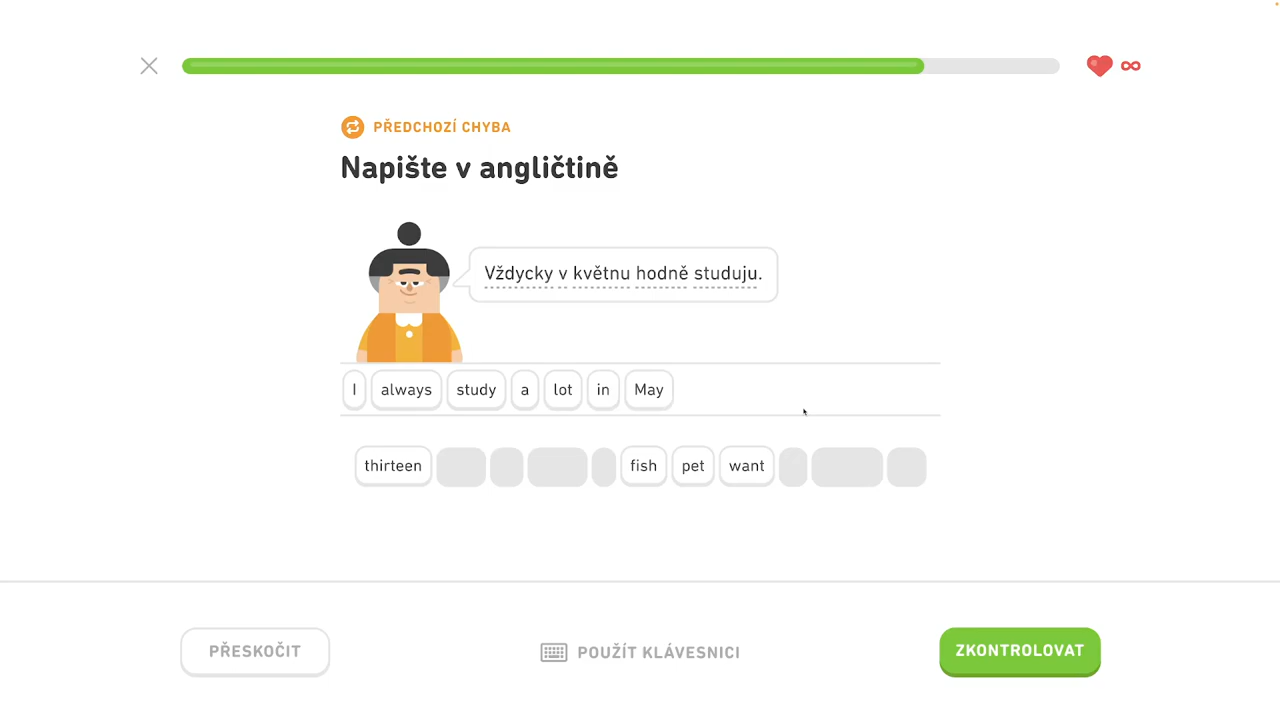 PŘEDCHOZÍ CHYBA
Napište v angličtině
Vždycky v květnu hodně studuju.
I always study a lot in May
thirteen fish pet want
PŘESKOČIT POUŽÍT KLÁVESNICI ZKONTROLOVAT